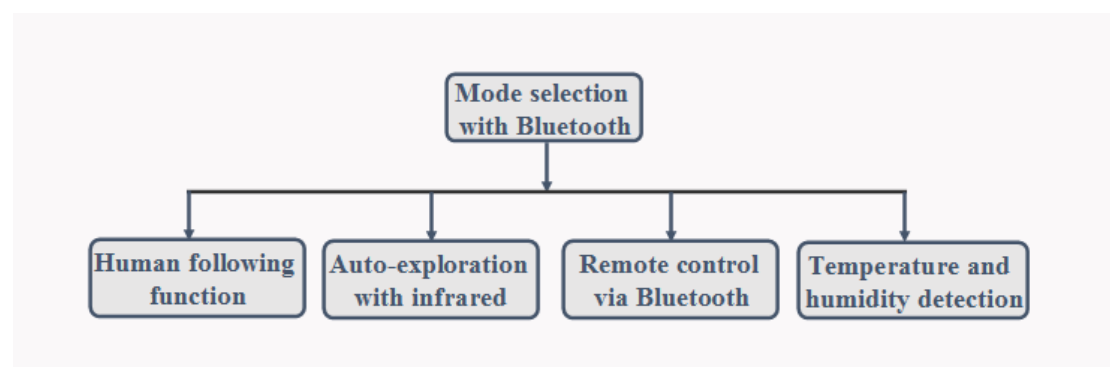 Mode selection
with Bluetooth
Human following
function
Auto-exploration
with infrared
Remote control
via Bluetooth
Temperature and
humidity detection